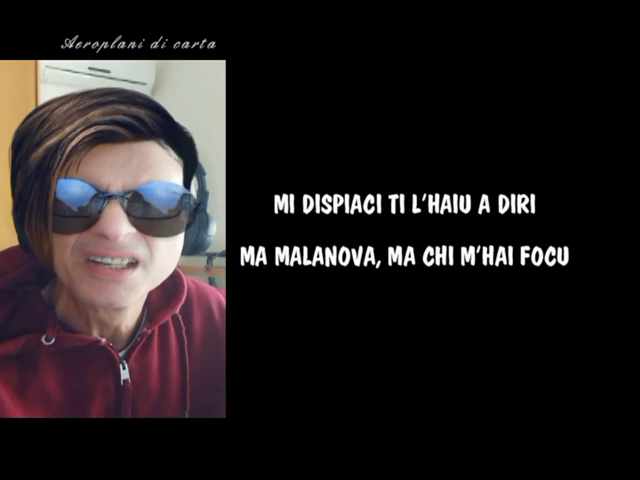 Aeroplani di carta
MI DISPIACI TI L'HAIU A DIRI
MA MALANOVA, MA CHI M'HAI FOCU